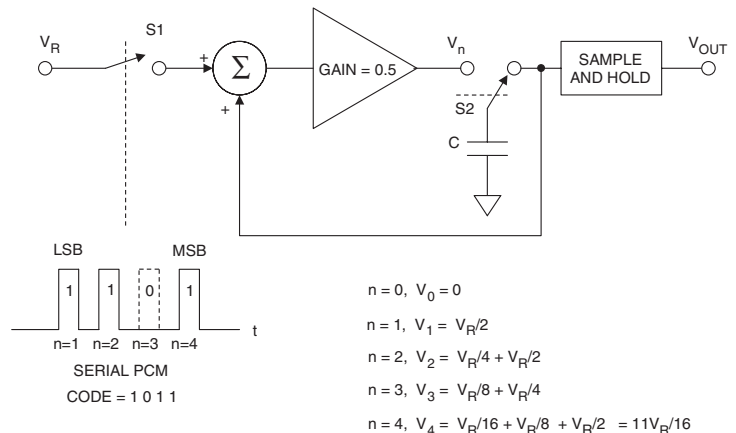 V_R
S1
+
Σ
+
GAIN = 0.5
V_n
S2
C
SAMPLE
AND HOLD
V_OUT
LSB
MSB
1
1
0
1
t
n=1
n=2
n=3
n=4
SERIAL PCM
CODE = 1 0 1 1
n = 0, V_0 = 0
n = 1, V_1 = V_R/2
n = 2, V_2 = V_R/4 + V_R/2
n = 3, V_3 = V_R/8 + V_R/4
n = 4, V_4 = V_R/16 + V_R/8 + V_R/2 = 11V_R/16